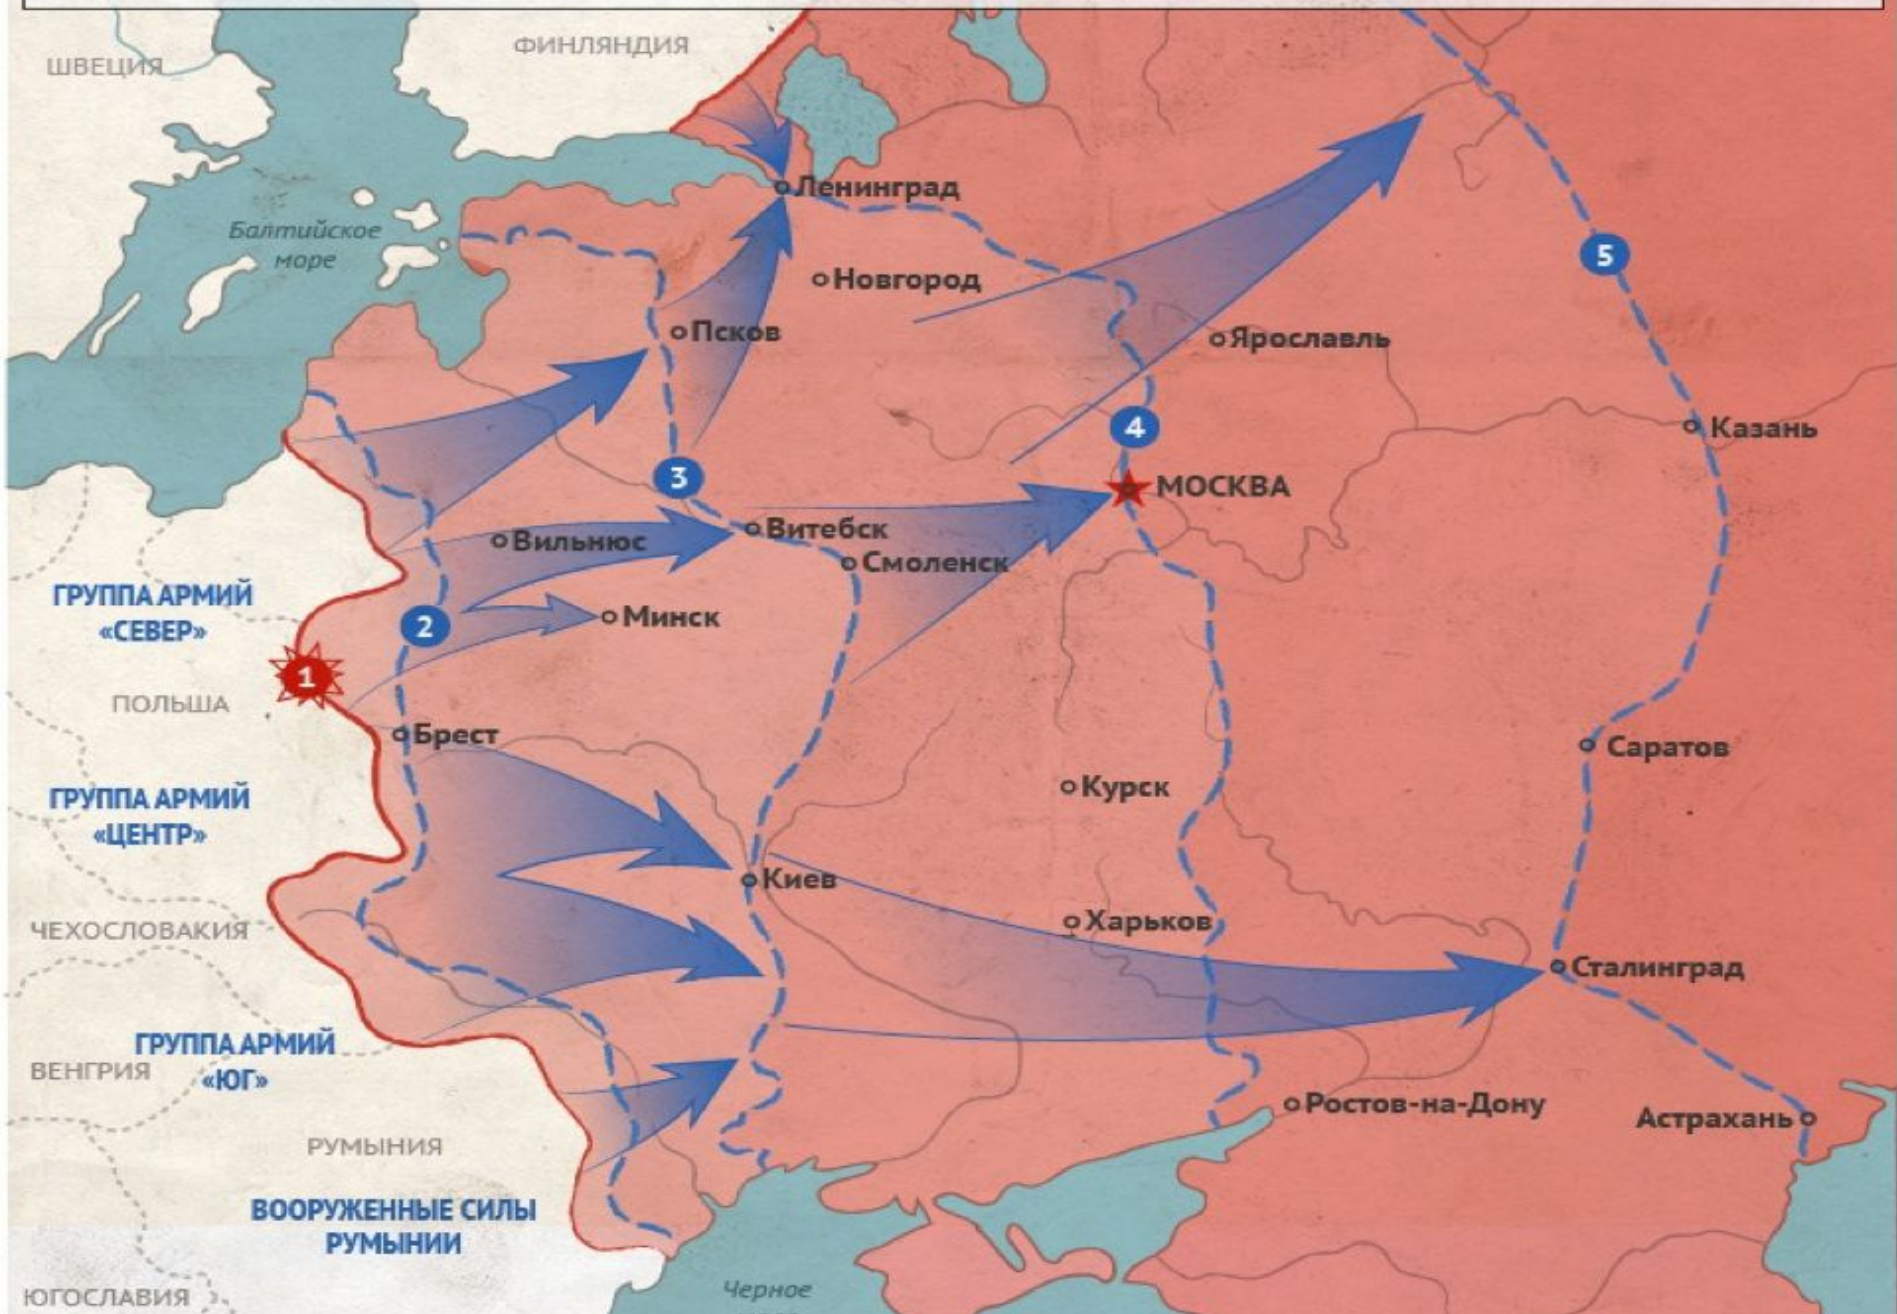 ШВЕЦИЯ
ФИНЛЯНДИЯ
Ленинград
Балтийское
море
5
Новгород
Псков
Ярославль
4
Казань
3
МОСКВА
Витебск
Вильнюс
Смоленск
ГРУППА АРМИЙ
«СЕВЕР»
2
Минск
1
ПОЛЬША
Брест
Саратов
ГРУППА АРМИЙ
«ЦЕНТР»
Курск
Киев
ЧЕХОСЛОВАКИЯ
Харьков
Сталинград
ГРУППА АРМИЙ
«ЮГ»
ВЕНГРИЯ
Ростов-на-Дону
Астрахань
РУМЫНИЯ
ВООРУЖЕННЫЕ СИЛЫ
РУМЫНИИ
Черное
ЮГОСЛАВИЯ